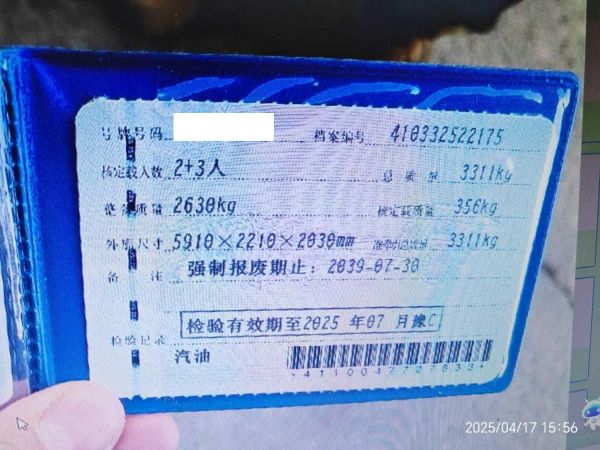 号牌号码 档案编号 410332522175
核定载人数 2+3人 总质量 3311kg
整备质量 2630kg 核定载质量 356kg
外廓尺寸 5910×2210×2030mm 准牵引总质量 3311kg
备注 强制报废期止：2039-07-30
检验有效期至2025 年07 月豫C
检验记录
汽油
*4110047727833*
2025/04/17 15:56